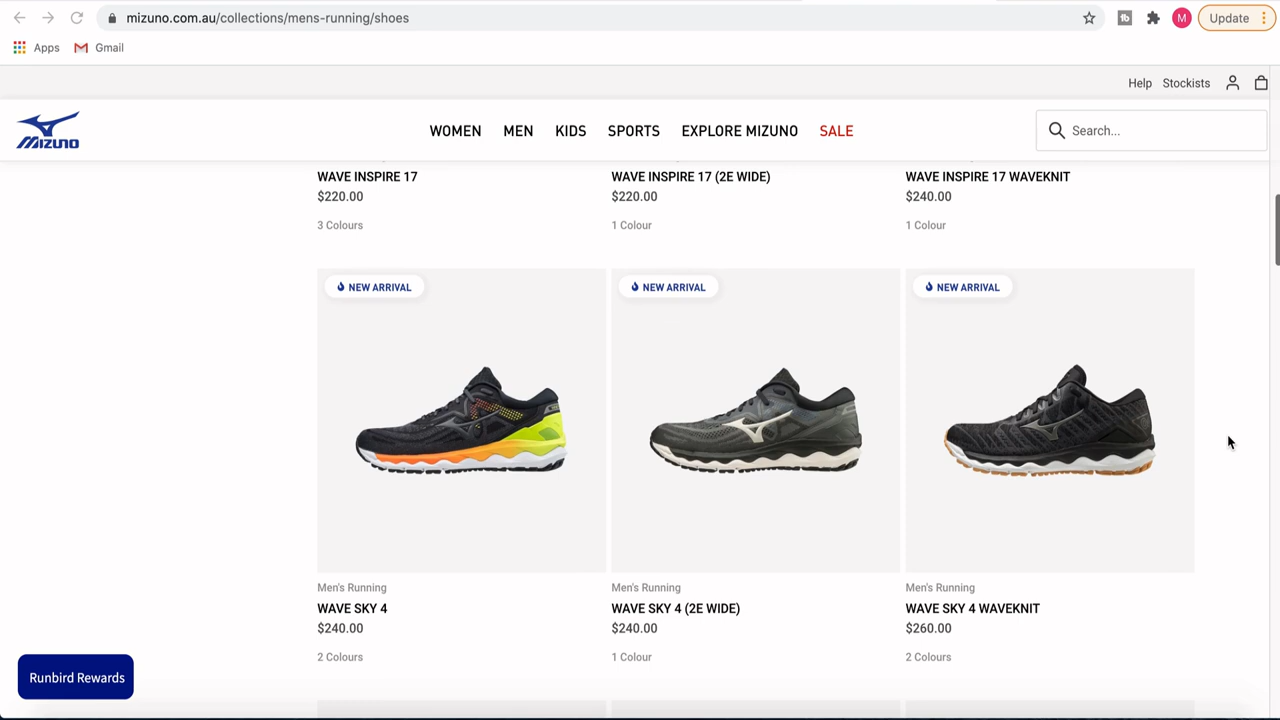 mizuno.com.au/collections/mens-running/shoes
M
Update
Apps
Gmail
Help
Stockists
MIZUNO
WOMEN
MEN
KIDS
SPORTS
EXPLORE MIZUNO
SALE
Search...
WAVE INSPIRE 17
WAVE INSPIRE 17 (2E WIDE)
WAVE INSPIRE 17 WAVEKNIT
$220.00
$220.00
$240.00
3 Colours
1 Colour
1 Colour
NEW ARRIVAL
NEW ARRIVAL
NEW ARRIVAL
Men's Running
Men's Running
Men's Running
WAVE SKY 4
WAVE SKY 4 (2E WIDE)
WAVE SKY 4 WAVEKNIT
$240.00
$240.00
$260.00
2 Colours
1 Colour
2 Colours
Runbird Rewards